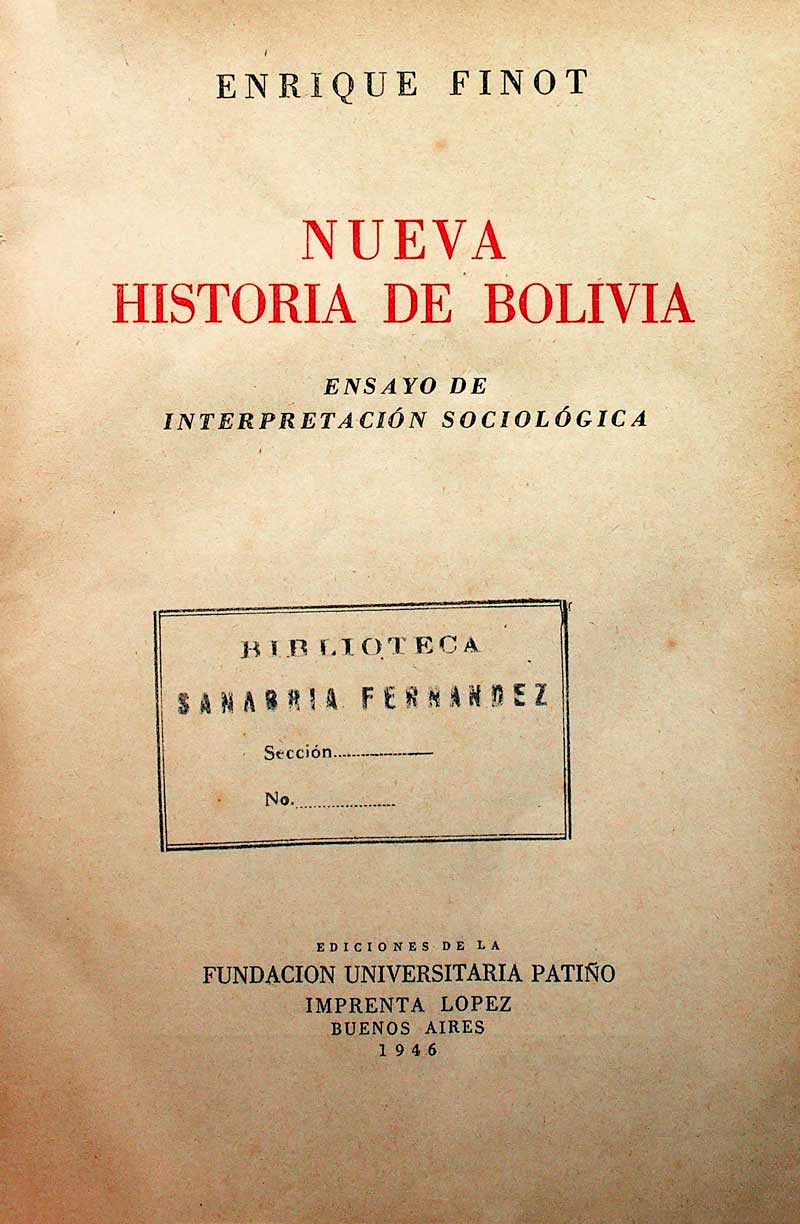 ENRIQUE FINOT
NUEVA
HISTORIA DE BOLIVIA
ENSAYO DE
INTERPRETACIÓN SOCIOLÓGICA
BIBLIOTECA
SANABRIA FERNANDEZ
Sección....................
No.....................
EDICIONES DE LA
FUNDACION UNIVERSITARIA PATIÑO
IMPRENTA LOPEZ
BUENOS AIRES
1946